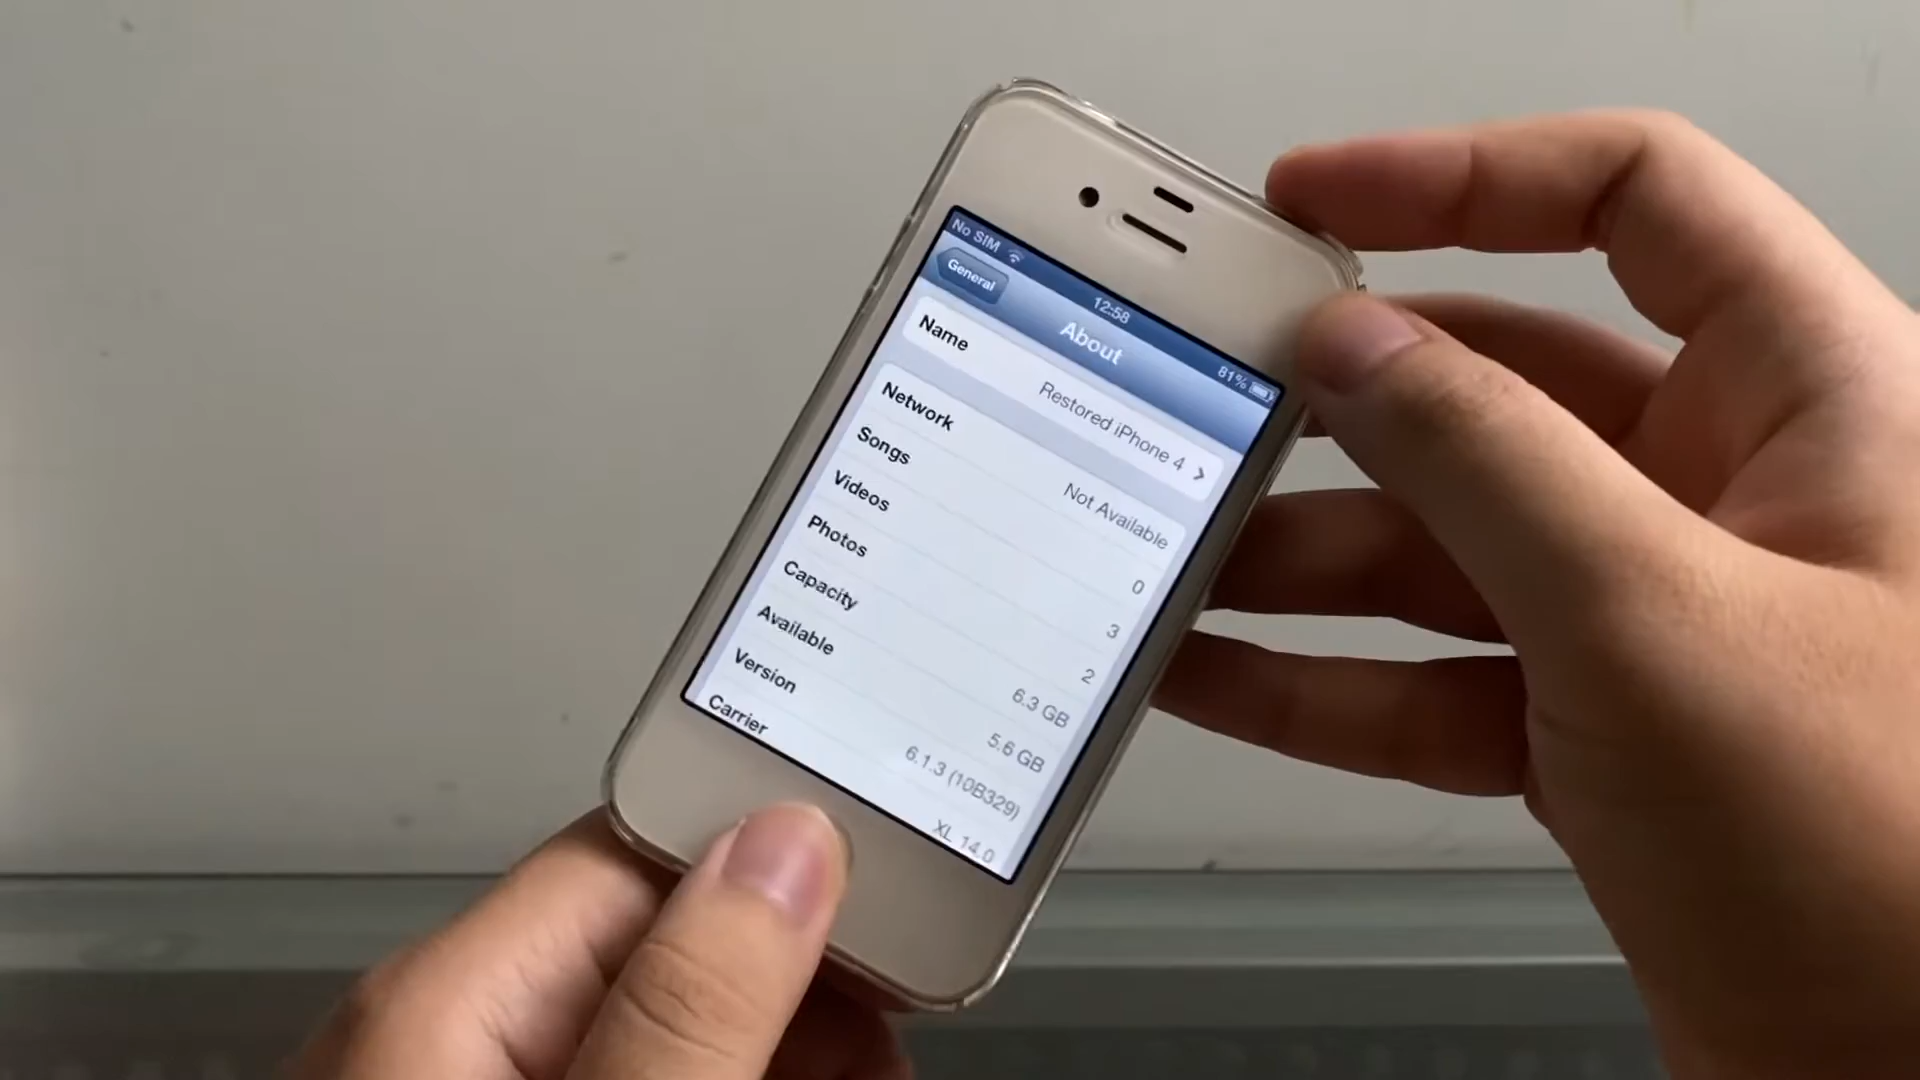 No SIM 12:58 81%
General About
Name Restored iPhone 4
Network Not Available
Songs 0
Videos 3
Photos 2
Capacity 6.3 GB
Available 5.6 GB
Version 6.1.3 (10B329)
Carrier XL 14.0